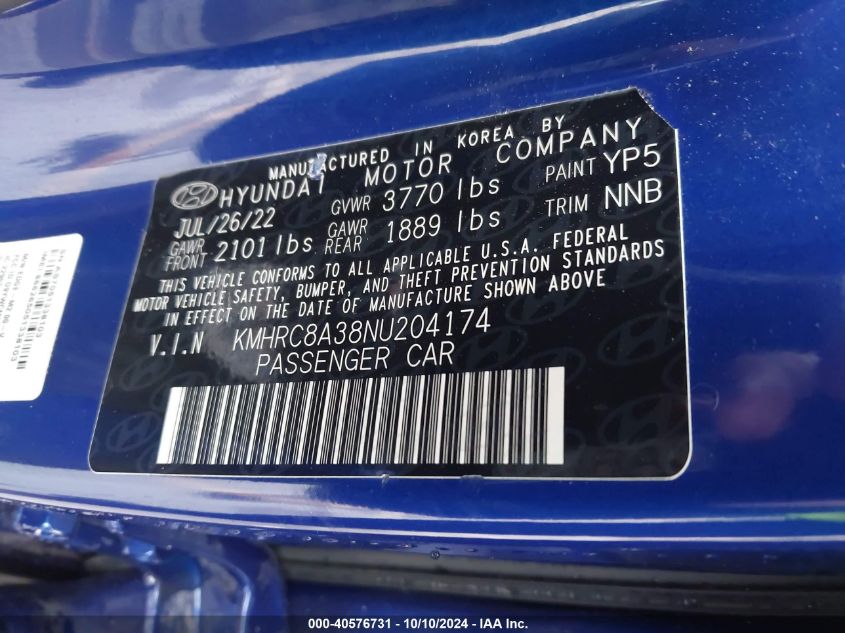 MANUFACTURED IN KOREA BY
HYUNDAI MOTOR COMPANY
JUL/26/22 GVWR 3770 lbs PAINT YP5
GAWR FRONT 2101 lbs GAWR REAR 1889 lbs TRIM NNB
THIS VEHICLE CONFORMS TO ALL APPLICABLE U.S.A. FEDERAL
MOTOR VEHICLE SAFETY, BUMPER, AND THEFT PREVENTION STANDARDS
IN EFFECT ON THE DATE OF MANUFACTURE SHOWN ABOVE.
V.I.N KMHRC8A38NU204174
PASSENGER CAR
000-40576731 - 10/10/2024 - IAA Inc.